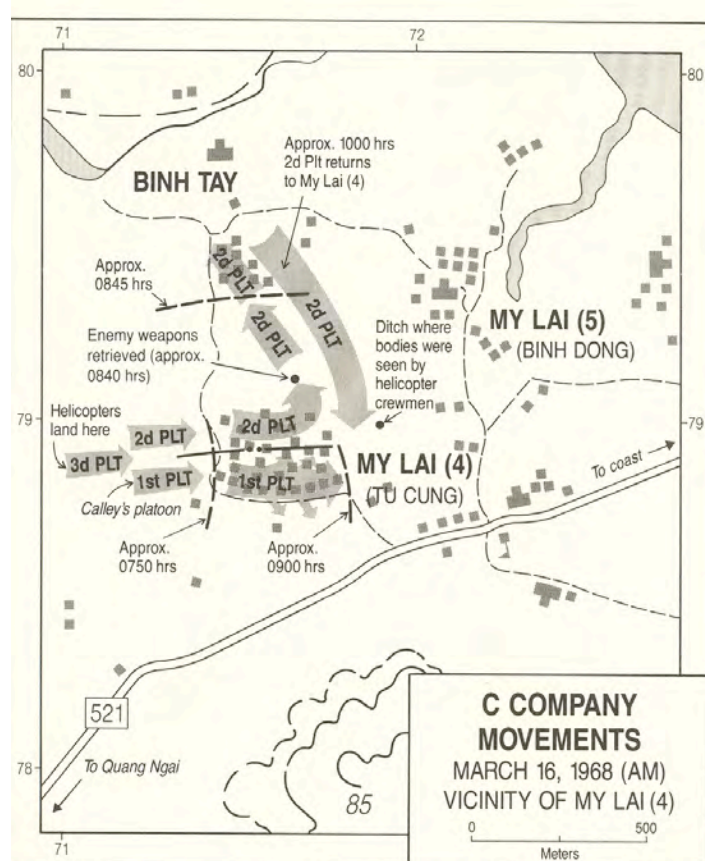 71
72
80
80
Approx. 1000 hrs
2d Plt returns
to My Lai (4)
BINH TAY
2d PLT
Approx.
0845 hrs
2d PLT
2d PLT
Enemy weapons
retrieved (approx.
0840 hrs)
Ditch where
bodies were
seen by
helicopter
crewmen
MY LAI (5)
(BINH DONG)
79
79
Helicopters
land here
2d PLT
2d PLT
3d PLT
1st PLT
1st PLT
MY LAI (4)
(TU CUNG)
To coast
Calley's platoon
Approx.
0750 hrs
Approx.
0900 hrs
521
78
To Quang Ngai
85
71
C COMPANY
MOVEMENTS
MARCH 16, 1968 (AM)
VICINITY OF MY LAI (4)
0
500
Meters